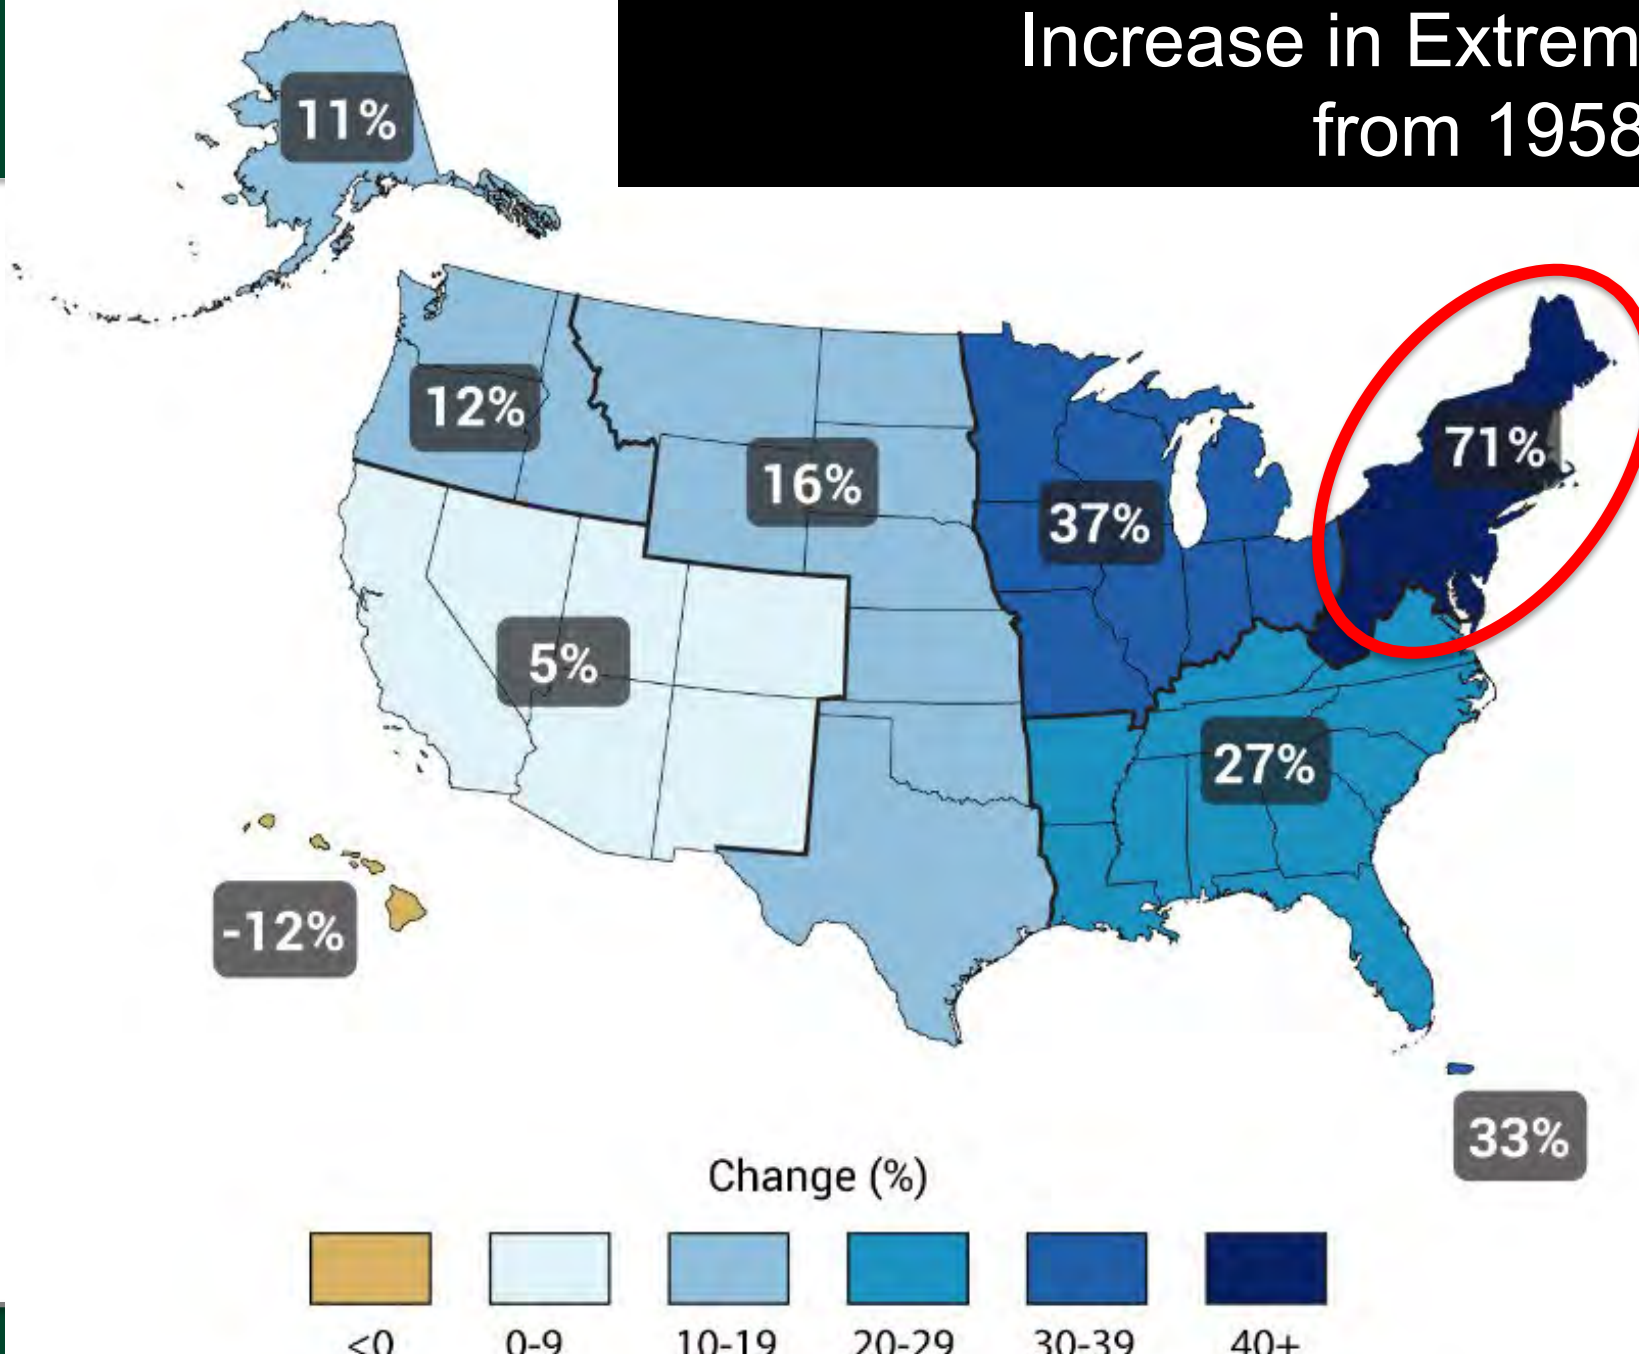 Increase in Extrem
from 1958
11%
12%
16%
37%
71%
5%
27%
-12%
33%
Change (%)
<0 0-9 10-19 20-29 30-39 40+